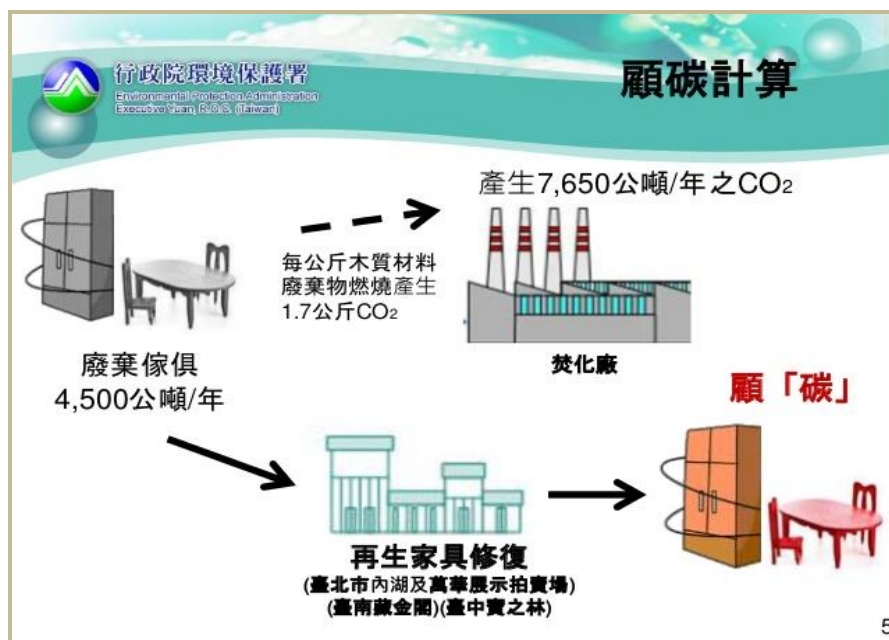 行政院環境保護署
Environmental Protection Administration
Executive Yuan, R.O.C. (Taiwan)
顧碳計算
產生7,650公噸/年之CO₂
每公斤木質材料
廢棄物燃燒產生
1.7公斤CO₂
焚化廠
廢棄傢俱
4,500公噸/年
顧「碳」
再生家具修復
(臺北市內湖及萬華展示拍賣場)
(臺南藏金閣)(臺中寶之林)
5